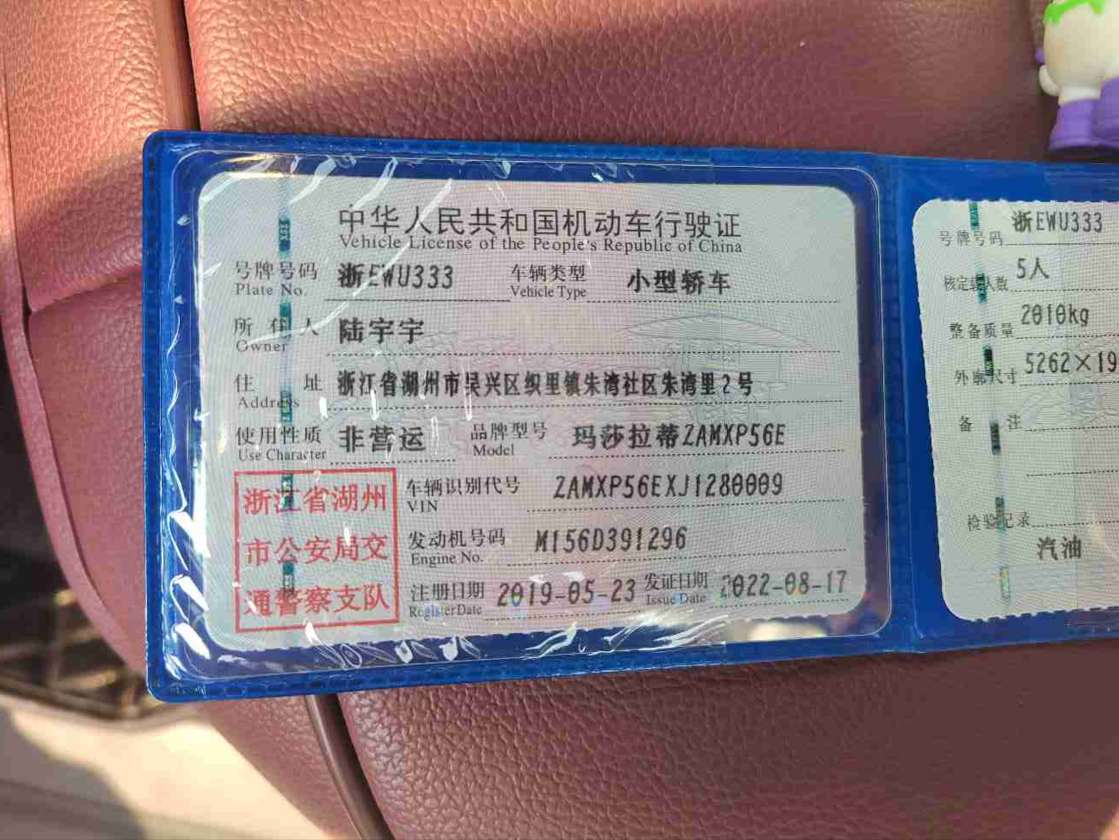 中华人民共和国机动车行驶证
Vehicle License of the People's Republic of China
号牌号码 浙EWU333 车辆类型 小型轿车
Plate No. Vehicle Type
所有人 陆宇宇
Owner
住址 浙江省湖州市吴兴区织里镇朱湾社区朱湾里2号
Address
使用性质 非营运 品牌型号 玛莎拉蒂ZAMXP56E
Use Character Model
浙江省湖州
市公安局交
通警察支队
车辆识别代号 ZAMXP56EXJ1280009
VIN
发动机号码 M156D391296
Engine No.
注册日期 2019-05-23 发证日期 2022-08-17
Register Date Issue Date
号牌号码 浙EWU333
核定载人数 5人
整备质量 2010kg
外廓尺寸 5262×19
备注
检验记录
汽油